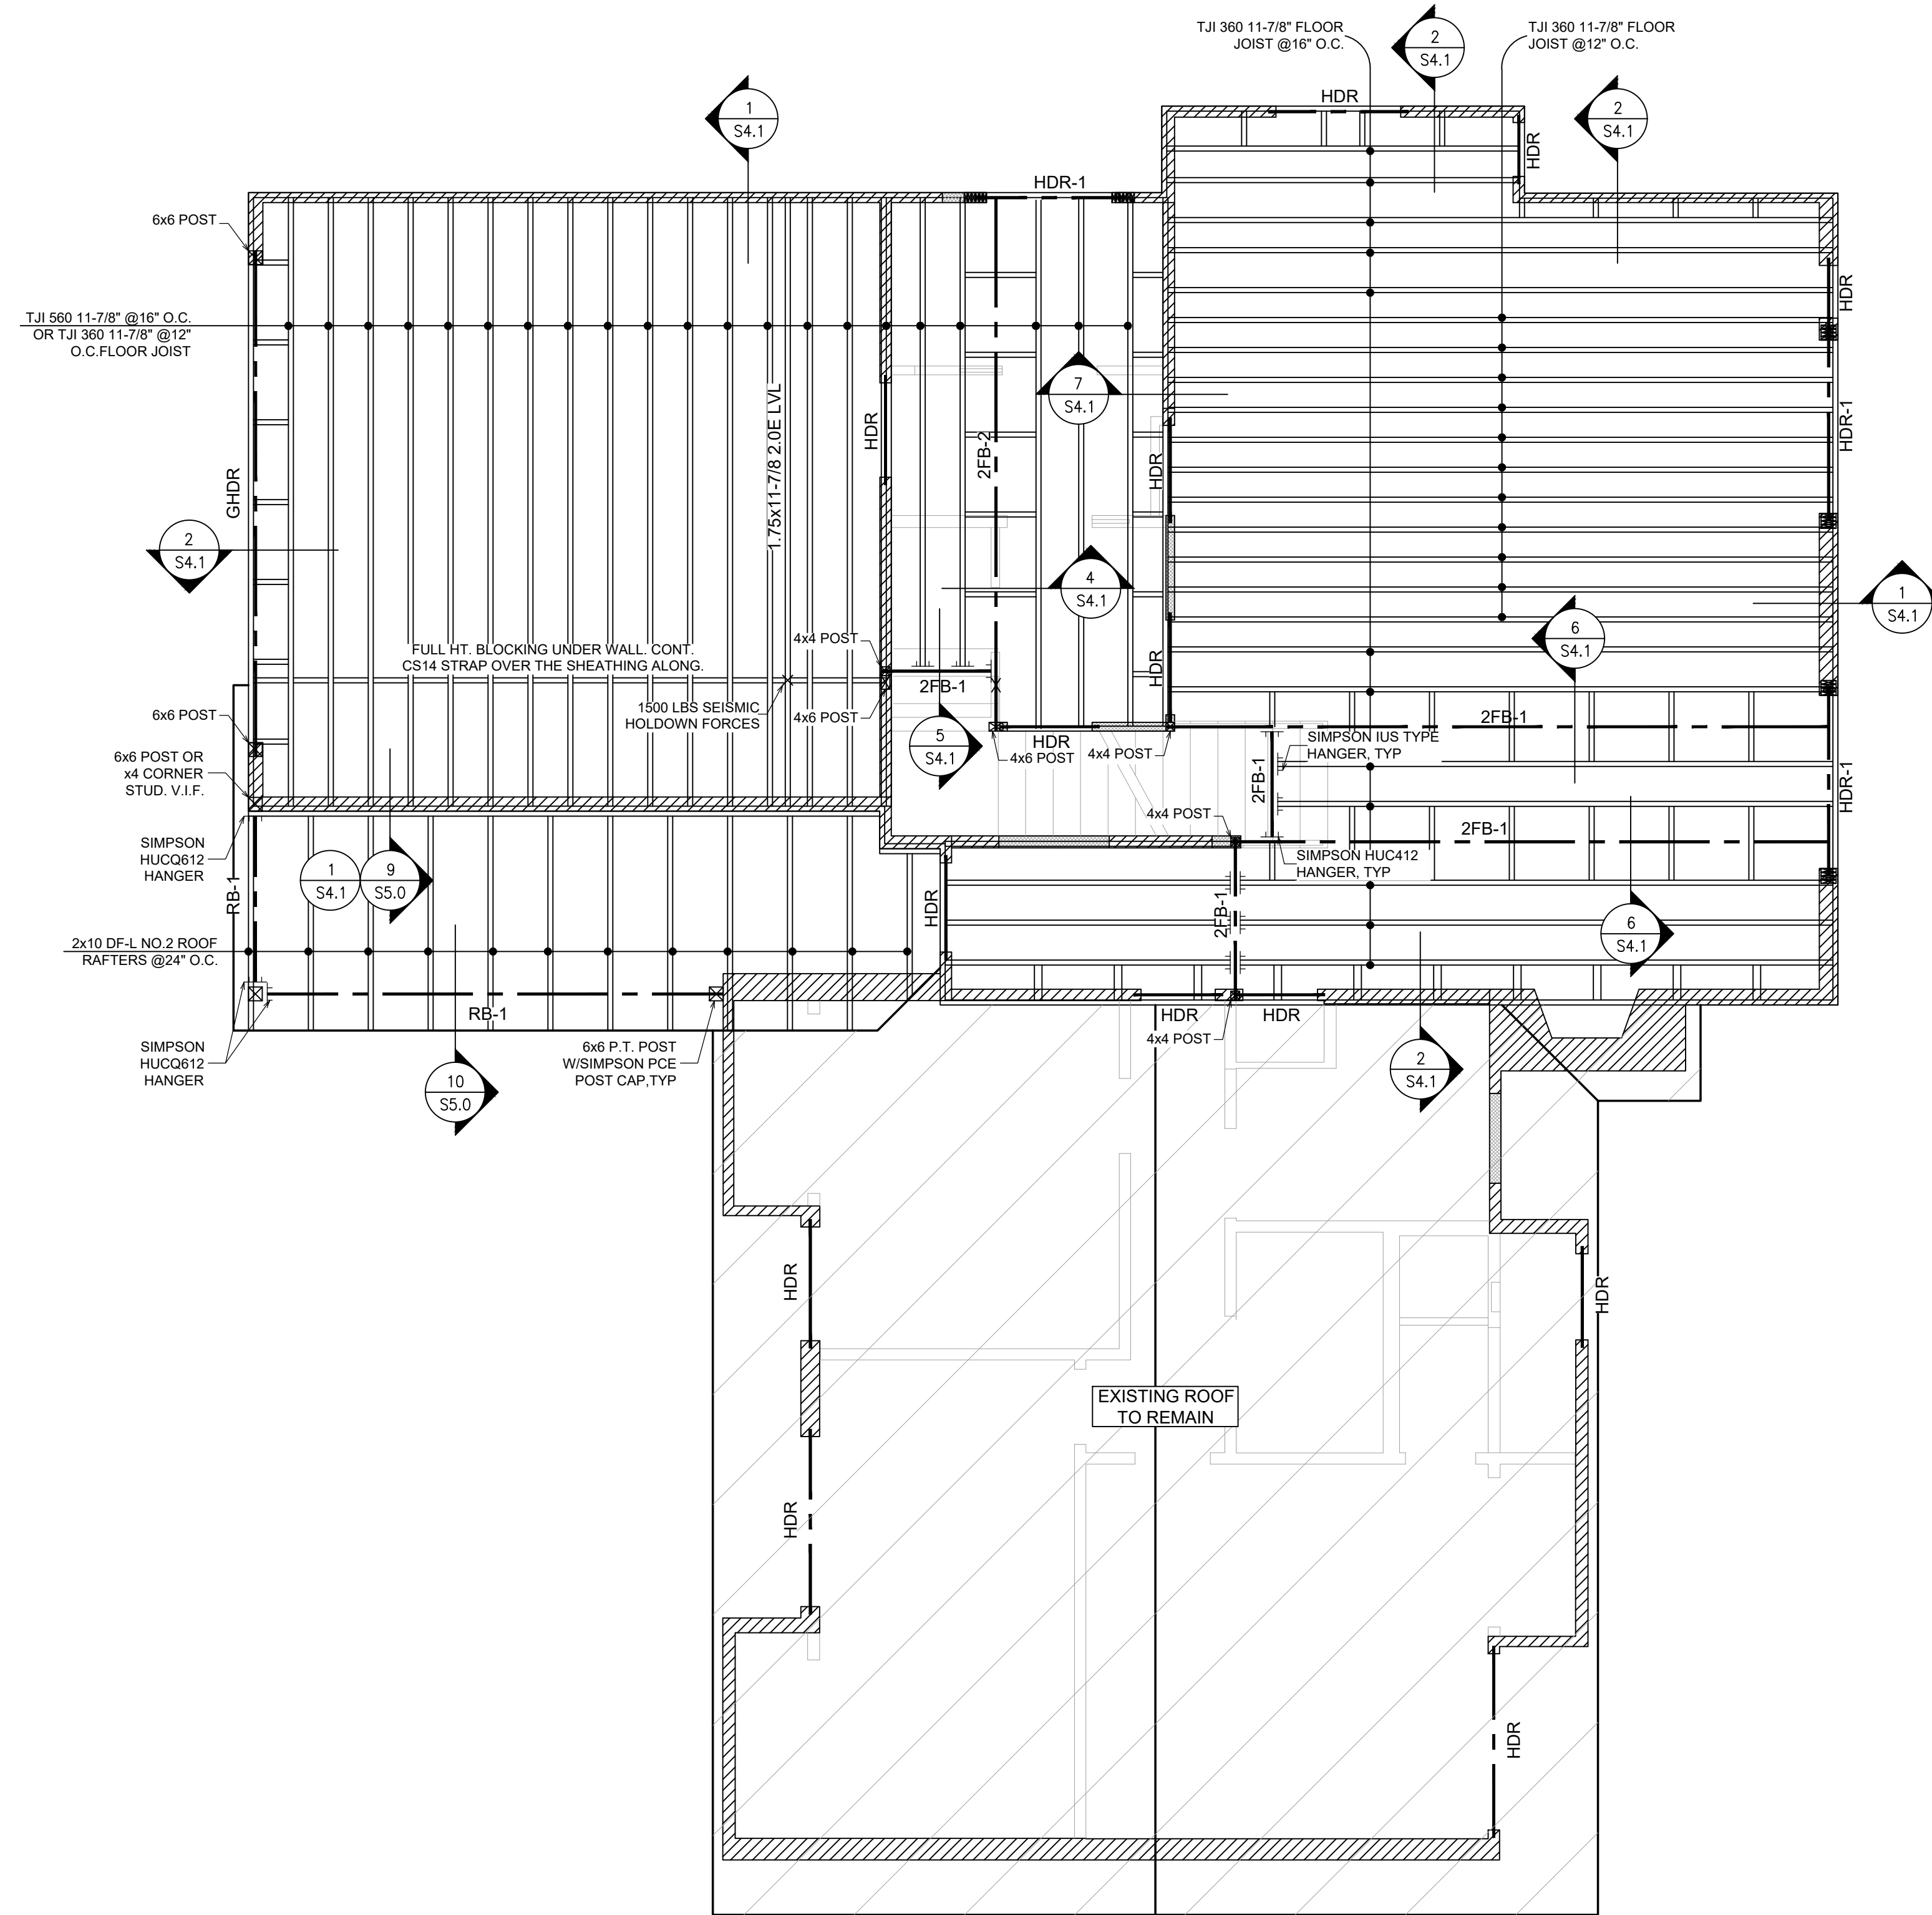 TJI 360 11-7/8" FLOOR
JOIST @16" O.C.
2
S4.1
TJI 360 11-7/8" FLOOR
JOIST @12" O.C.
1
S4.1
HDR
2
S4.1
HDR
HDR-1
6x6 POST
HDR
TJI 560 11-7/8" @16" O.C.
OR TJI 360 11-7/8" @12"
O.C.FLOOR JOIST
7
S4.1
HDR-1
1.75x11-7/8 2.0E LVL
HDR
2FB-2
HDR
GHDR
2
S4.1
4
S4.1
1
S4.1
6
S4.1
FULL HT. BLOCKING UNDER WALL. CONT.
CS14 STRAP OVER THE SHEATHING ALONG.
4x4 POST
HDR
2FB-1
1500 LBS SEISMIC
HOLDOWN FORCES
4x6 POST
6x6 POST
2FB-1
5
S4.1
HDR
4x6 POST
4x4 POST
SIMPSON IUS TYPE
HANGER, TYP
6x6 POST OR
x4 CORNER
STUD. V.I.F.
2FB-1
HDR-1
4x4 POST
2FB-1
SIMPSON
HUCQ612
HANGER
SIMPSON HUC412
HANGER, TYP
1
S4.1
9
S5.0
RB-1
HDR
2FB-1
6
S4.1
2x10 DF-L NO.2 ROOF
RAFTERS @24" O.C.
RB-1
HDR
HDR
4x4 POST
SIMPSON
HUCQ612
HANGER
6x6 P.T. POST
W/SIMPSON PCE
POST CAP,TYP
2
S4.1
10
S5.0
HDR
HDR
EXISTING ROOF
TO REMAIN
HDR
HDR